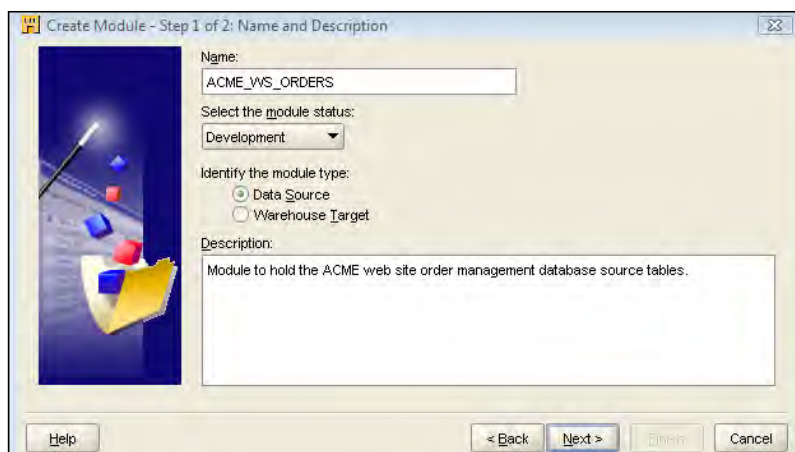 Create Module - Step 1 of 2: Name and Description
Name:
ACME_WS_ORDERS
Select the module status:
Development
Identify the module type:
Data Source
Warehouse Target
Description:
Module to hold the ACME web site order management database source tables.
Help
< Back
Next >
Finish
Cancel